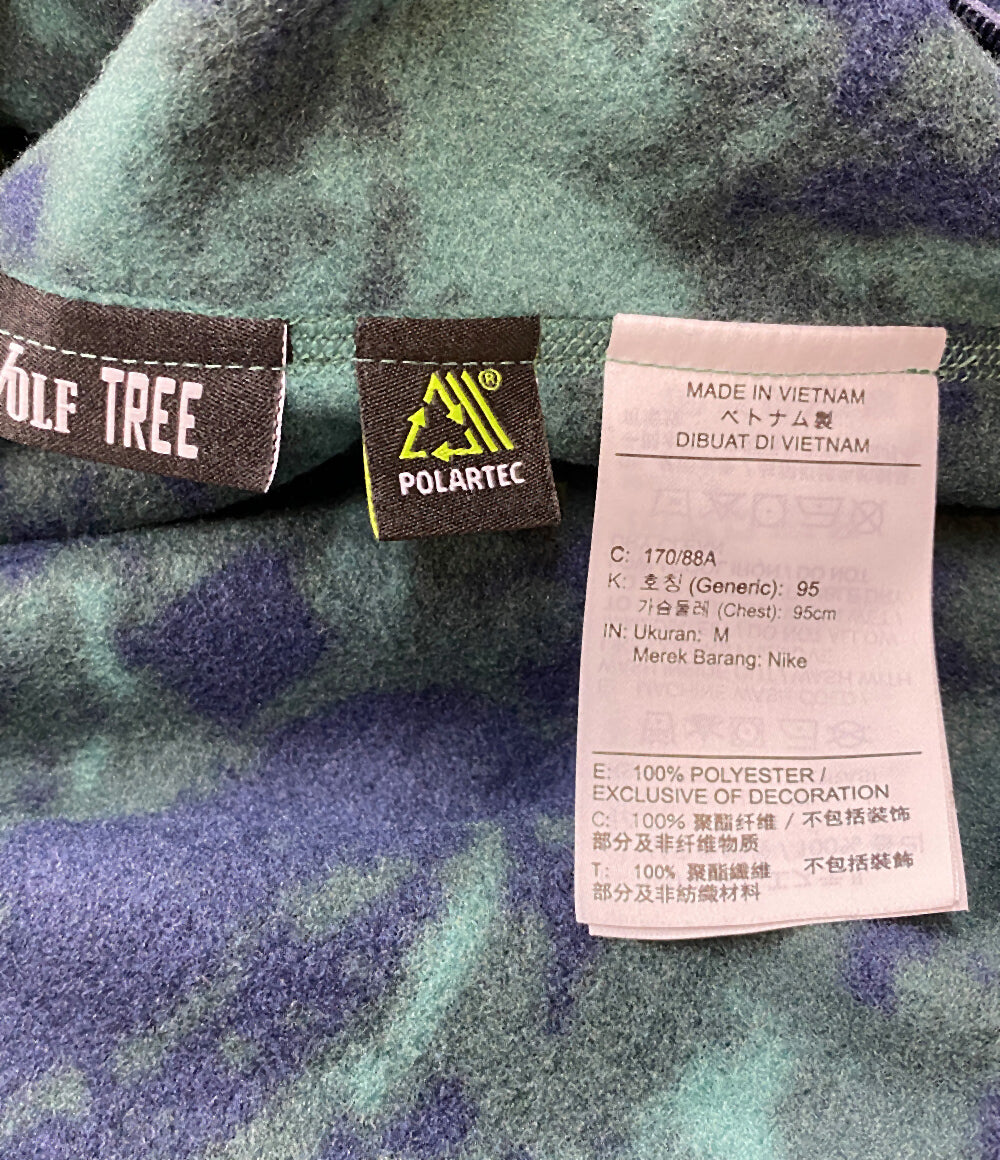 OLF TREE
®
POLARTEC
MADE IN VIETNAM
ベトナム製
DIBUAT DI VIETNAM
C: 170/88A
K: 호칭 (Generic): 95
가슴둘레 (Chest): 95cm
IN: Ukuran: M
Merek Barang: Nike
E: 100% POLYESTER /
EXCLUSIVE OF DECORATION
C: 100% 聚酯纤维 / 不包括装饰
部分及非纤维物质
T: 100% 聚酯纖維 不包括裝飾
部分及非紡織材料